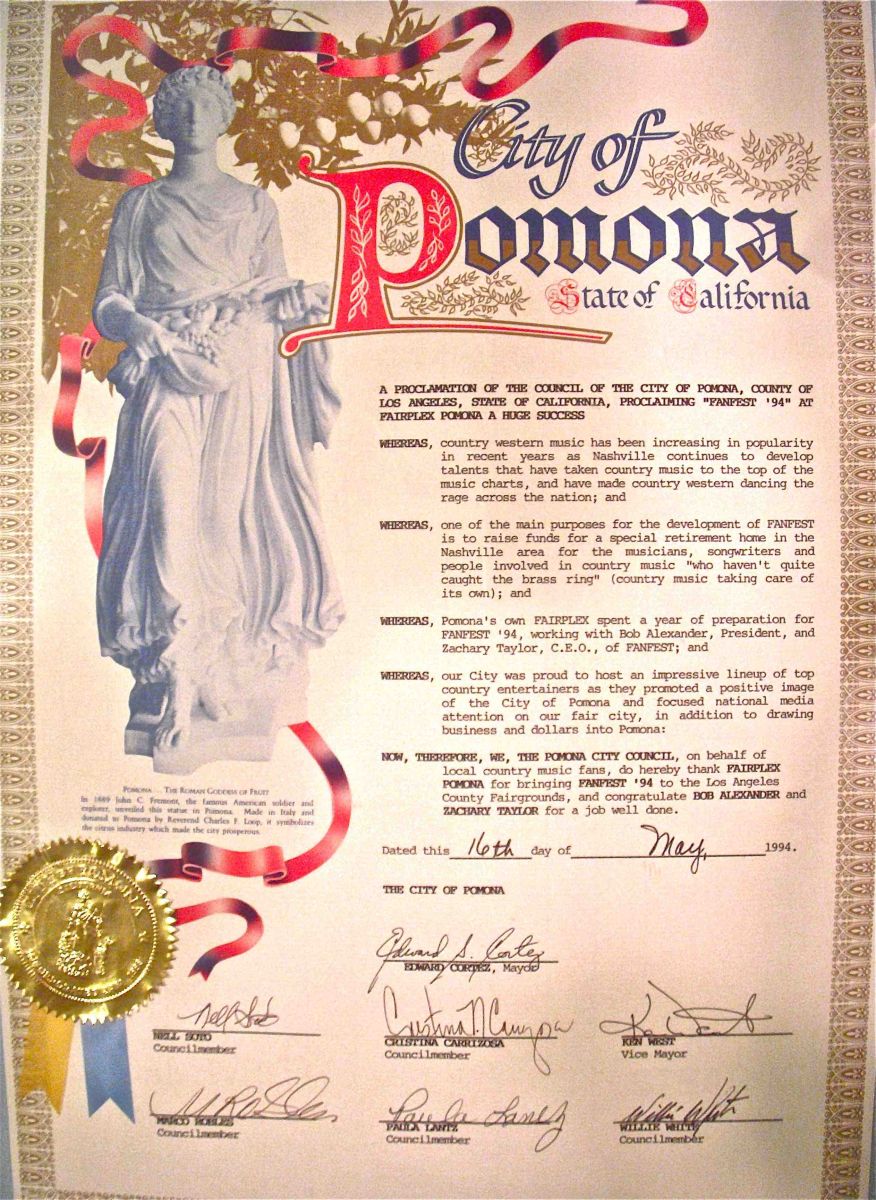 City of
Pomona
State of California
A PROCLAMATION OF THE COUNCIL OF THE CITY OF POMONA, COUNTY OF
LOS ANGELES, STATE OF CALIFORNIA, PROCLAIMING "FANFEST '94" AT
FAIRPLEX POMONA A HUGE SUCCESS
WHEREAS, country western music has been increasing in popularity
in recent years as Nashville continues to develop
talents that have taken country music to the top of the
music charts, and have made country western dancing the
rage across the nation; and
WHEREAS, one of the main purposes for the development of FANFEST
is to raise funds for a special retirement home in the
Nashville area for the musicians, songwriters and
people involved in country music "who haven't quite
caught the brass ring" (country music taking care of
its own); and
WHEREAS, Pomona's own FAIRPLEX spent a year of preparation for
FANFEST '94, working with Bob Alexander, President, and
Zachary Taylor, C.E.O., of FANFEST; and
WHEREAS, our City was proud to host an impressive lineup of top
country entertainers as they promoted a positive image
of the City of Pomona and focused national media
attention on our fair city, in addition to drawing
business and dollars into Pomona:
NOW, THEREFORE, WE, THE POMONA CITY COUNCIL, on behalf of
local country music fans, do hereby thank FAIRPLEX
POMONA for bringing FANFEST '94 to the Los Angeles
County Fairgrounds, and congratulate BOB ALEXANDER and
ZACHARY TAYLOR for a job well done.
POMONA ... THE ROMAN GODDESS OF FRUIT
In 1889 John C. Fremont, the famous American soldier and
explorer, unveiled this statue in Pomona. Made in Italy and
donated to Pomona by Reverend Charles F. Loop, it symbolizes
the citrus industry which made the city prosperous.
Dated this 16th day of May, 1994.
THE CITY OF POMONA
Edward S. Cortez
EDWARD CORTEZ, Mayor
Nell Soto
NELL SOTO
Councilmember
Cristina N. Carrizosa
CRISTINA CARRIZOSA
Councilmember
Ken West
KEN WEST
Vice Mayor
MARCO ROBLES
Councilmember
Paula Lantz
PAULA LANTZ
Councilmember
Willie White
WILLIE WHITE
Councilmember